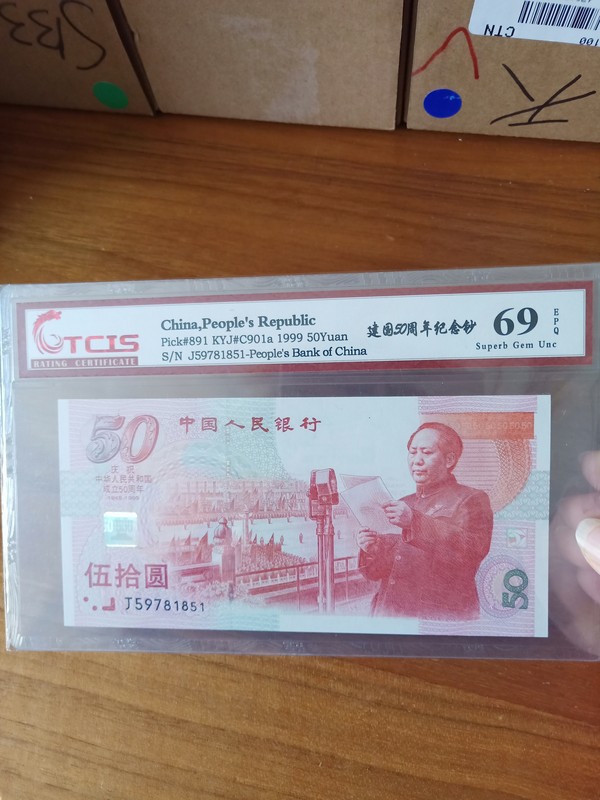 CTN
TCIS
RATING CERTIFICATE
China,People's Republic
Pick#891 KYJ#C901a 1999 50Yuan
S/N J59781851-People's Bank of China
建国50周年纪念钞
69
EPQ
Superb Gem Unc
50
中国人民银行
庆祝
中华人民共和国
成立50周年
伍拾圆
J59781851
50